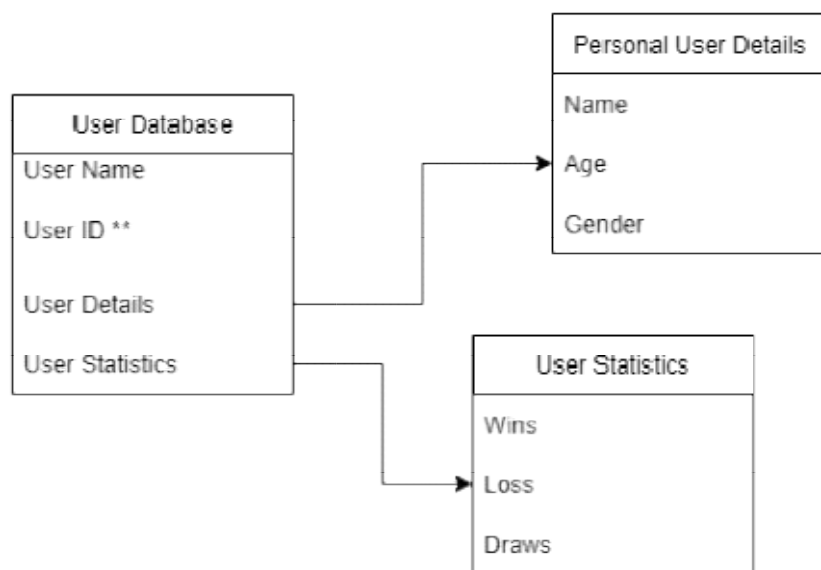 User Database
User Name
User ID **
User Details
User Statistics
Personal User Details
Name
Age
Gender
User Statistics
Wins
Loss
Draws